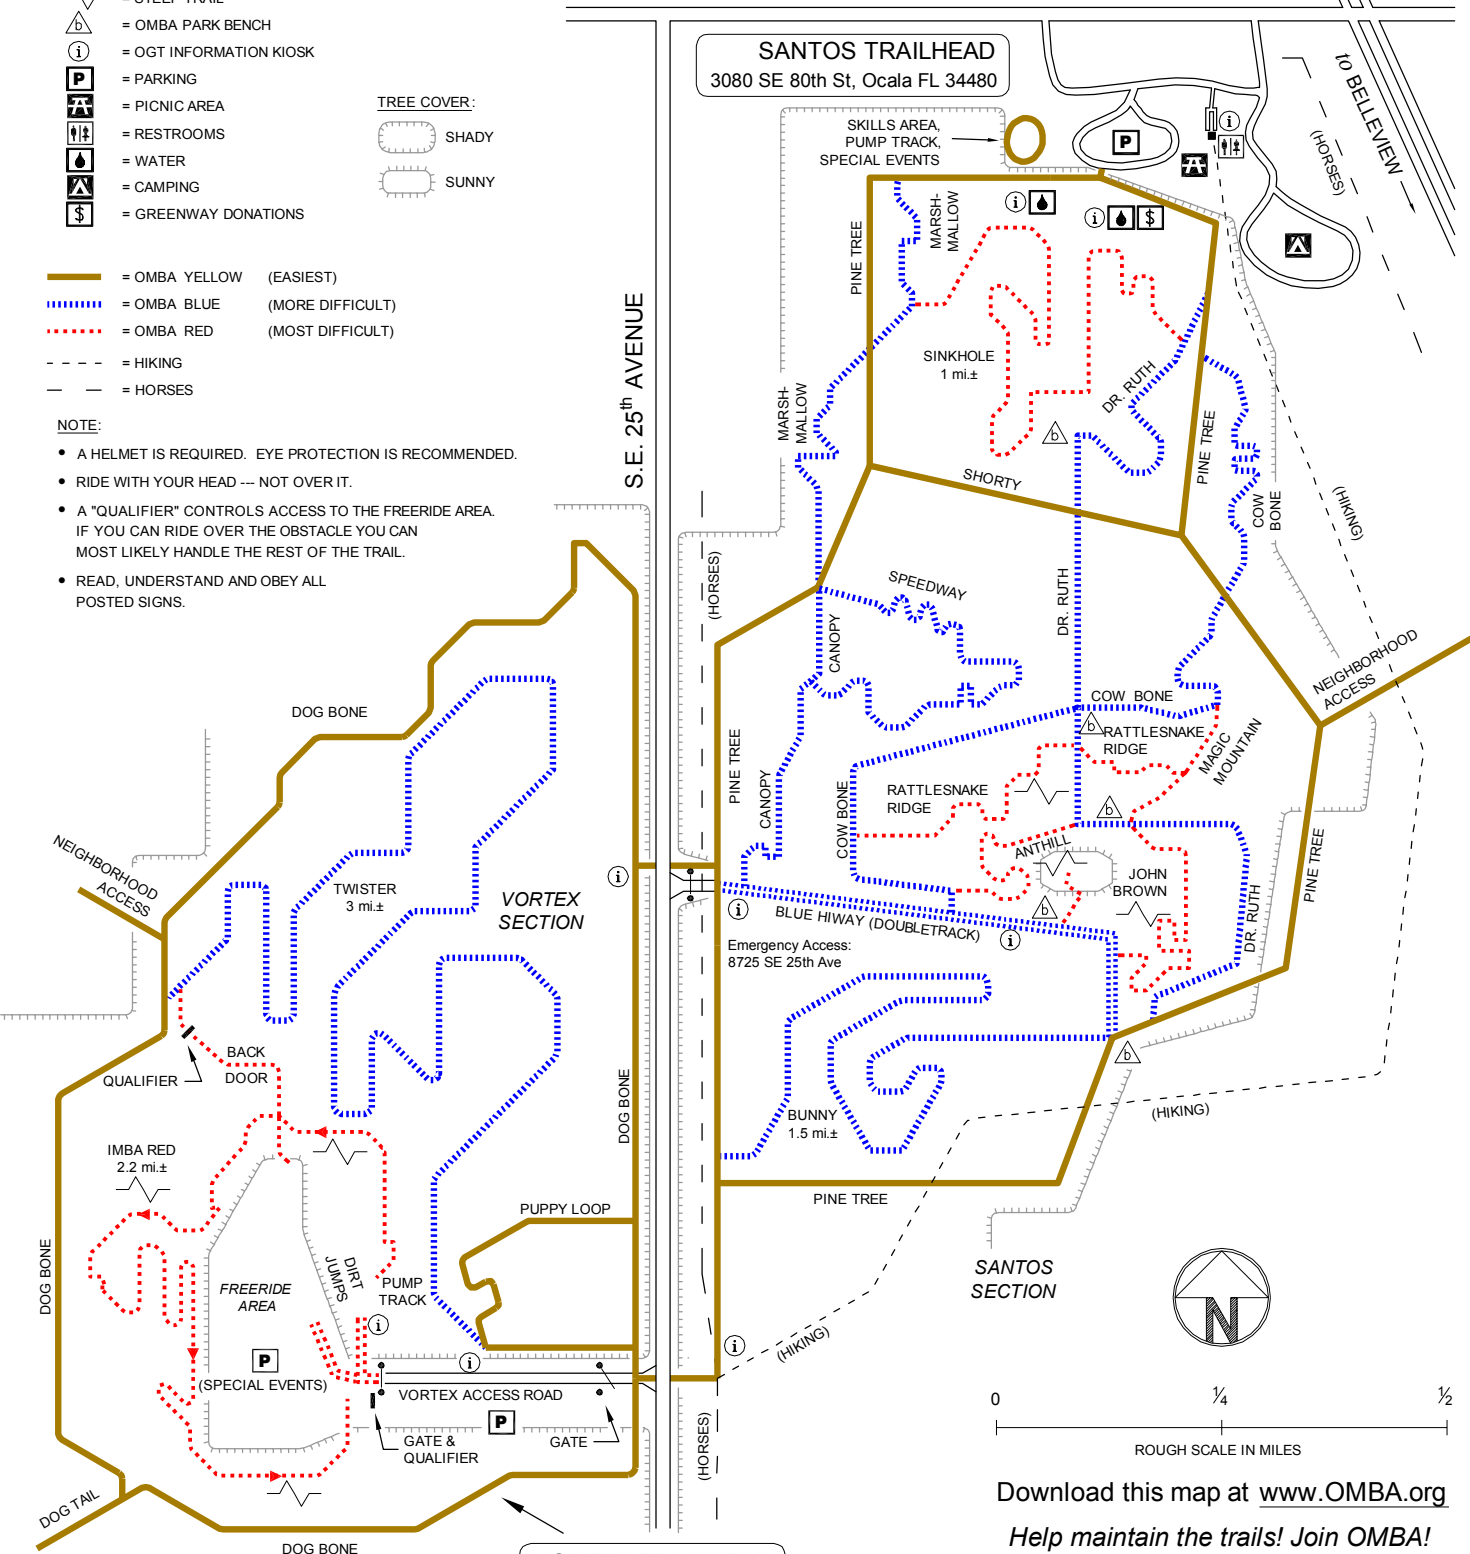 = STEEP TRAIL
b = OMBA PARK BENCH
i = OGT INFORMATION KIOSK
P = PARKING
= PICNIC AREA
= RESTROOMS
= WATER
= CAMPING
$ = GREENWAY DONATIONS
TREE COVER:
SHADY
SUNNY
= OMBA YELLOW (EASIEST)
= OMBA BLUE (MORE DIFFICULT)
= OMBA RED (MOST DIFFICULT)
= HIKING
= HORSES
NOTE:
• A HELMET IS REQUIRED. EYE PROTECTION IS RECOMMENDED.
• RIDE WITH YOUR HEAD --- NOT OVER IT.
• A "QUALIFIER" CONTROLS ACCESS TO THE FREERIDE AREA.
IF YOU CAN RIDE OVER THE OBSTACLE YOU CAN
MOST LIKELY HANDLE THE REST OF THE TRAIL.
• READ, UNDERSTAND AND OBEY ALL
POSTED SIGNS.
SANTOS TRAILHEAD
3080 SE 80th St, Ocala FL 34480
SKILLS AREA,
PUMP TRACK,
SPECIAL EVENTS
P
i
to BELLEVIEW
(HORSES)
i
i
$
MARSH-
MALLOW
PINE TREE
S.E. 25th AVENUE
SINKHOLE
1 mi.±
DR. RUTH
MARSH-
MALLOW
b
PINE TREE
SHORTY
COW
BONE
(HIKING)
(HORSES)
SPEEDWAY
DR. RUTH
CANOPY
NEIGHBORHOOD
ACCESS
COW BONE
b
RATTLESNAKE
RIDGE
MAGIC
MOUNTAIN
PINE TREE
CANOPY
COW BONE
RATTLESNAKE
RIDGE
b
ANTHILL
JOHN
BROWN
PINE TREE
DR. RUTH
b
i
i
BLUE HIWAY (DOUBLETRACK)
i
Emergency Access:
8725 SE 25th Ave
b
BUNNY
1.5 mi.±
(HIKING)
PINE TREE
DOG BONE
NEIGHBORHOOD
ACCESS
TWISTER
3 mi.±
VORTEX
SECTION
BACK
DOOR
QUALIFIER
DOG BONE
IMBA RED
2.2 mi.±
PUPPY LOOP
DOG BONE
DIRT
JUMPS
PUMP
TRACK
FREERIDE
AREA
i
i
i
P
(SPECIAL EVENTS)
VORTEX ACCESS ROAD
P
GATE &
QUALIFIER
GATE
(HORSES)
(HIKING)
DOG TAIL
DOG BONE
SANTOS
SECTION
N
0 1/4 1/2
ROUGH SCALE IN MILES
Download this map at www.OMBA.org
Help maintain the trails! Join OMBA!